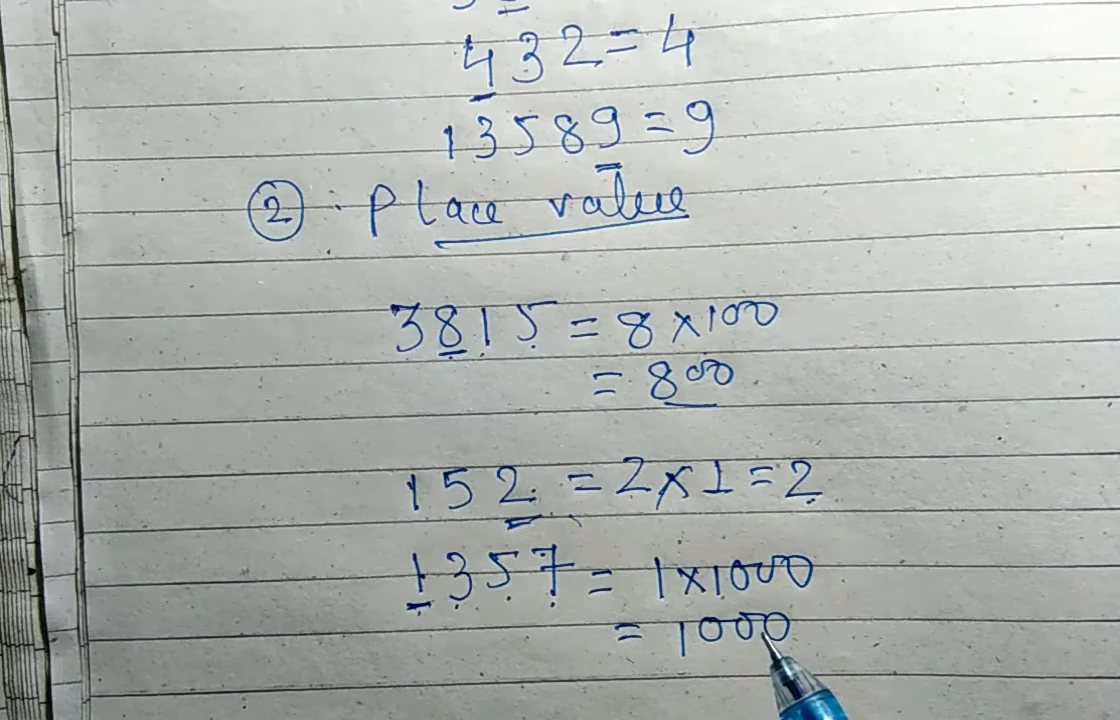 432 = 4
13589 = 9
② . Place value
3815 = 8×100
= 800
152 = 2×1 = 2
1357 = 1×1000
= 1000